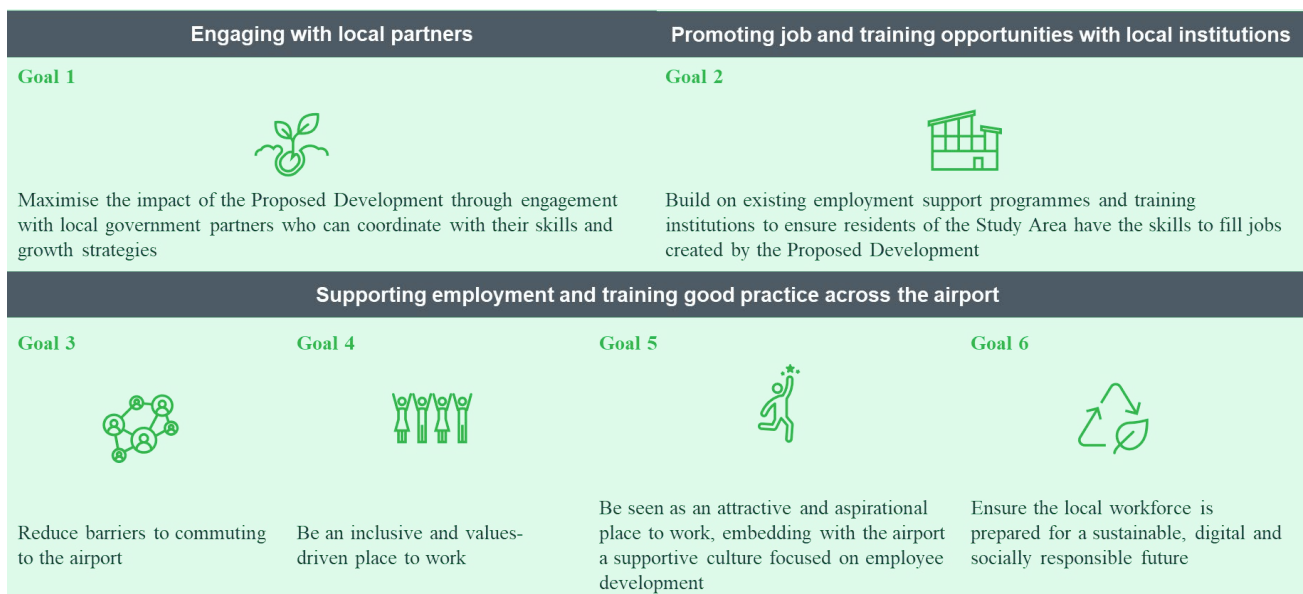 Engaging with local partners
Promoting job and training opportunities with local institutions
Goal 1
Maximise the impact of the Proposed Development through engagement
with local government partners who can coordinate with their skills and
growth strategies
Goal 2
Build on existing employment support programmes and training
institutions to ensure residents of the Study Area have the skills to fill jobs
created by the Proposed Development
Supporting employment and training good practice across the airport
Goal 3
Reduce barriers to commuting
to the airport
Goal 4
Be an inclusive and values-
driven place to work
Goal 5
Be seen as an attractive and aspirational
place to work, embedding with the airport
a supportive culture focused on employee
development
Goal 6
Ensure the local workforce is
prepared for a sustainable, digital and
socially responsible future